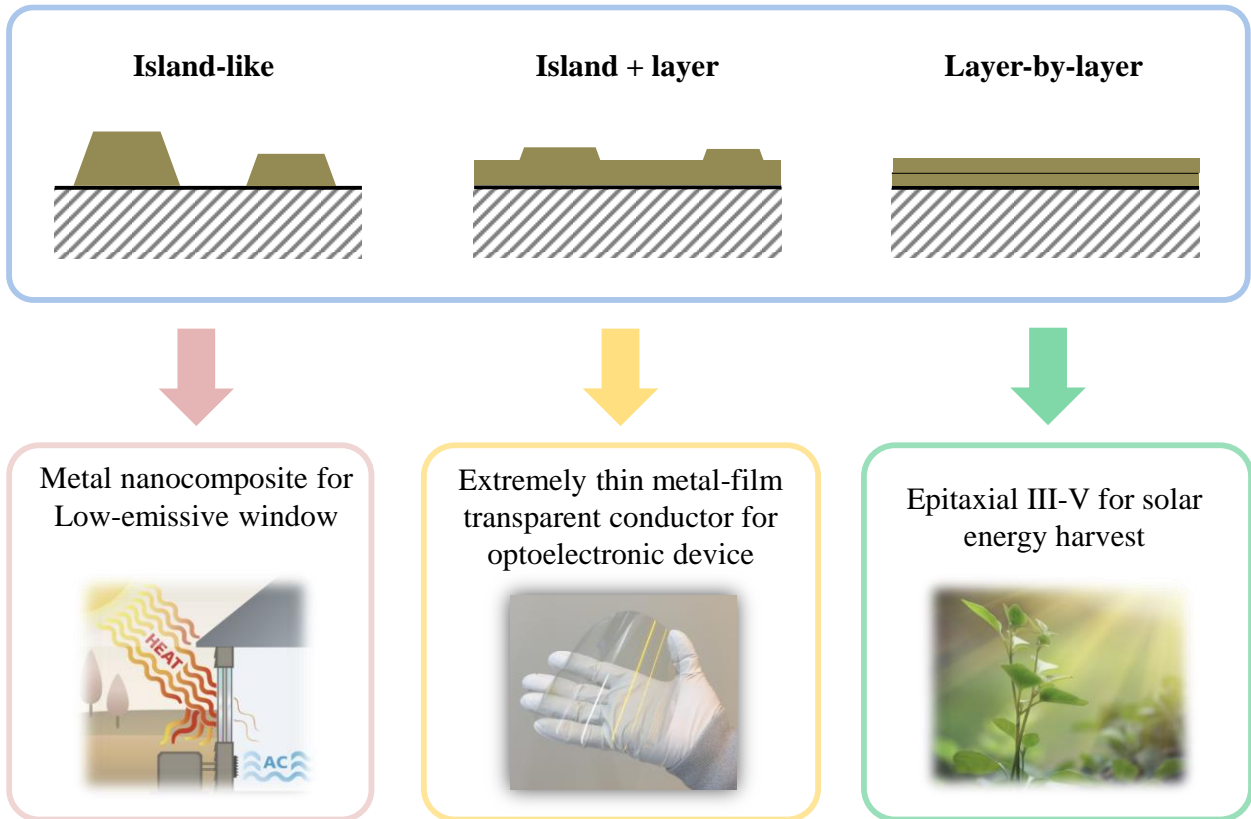 Island-like
Island + layer
Layer-by-layer
Metal nanocomposite for
Low-emissive window
Extremely thin metal-film
transparent conductor for
optoelectronic device
Epitaxial III-V for solar
energy harvest
HEAT
AC